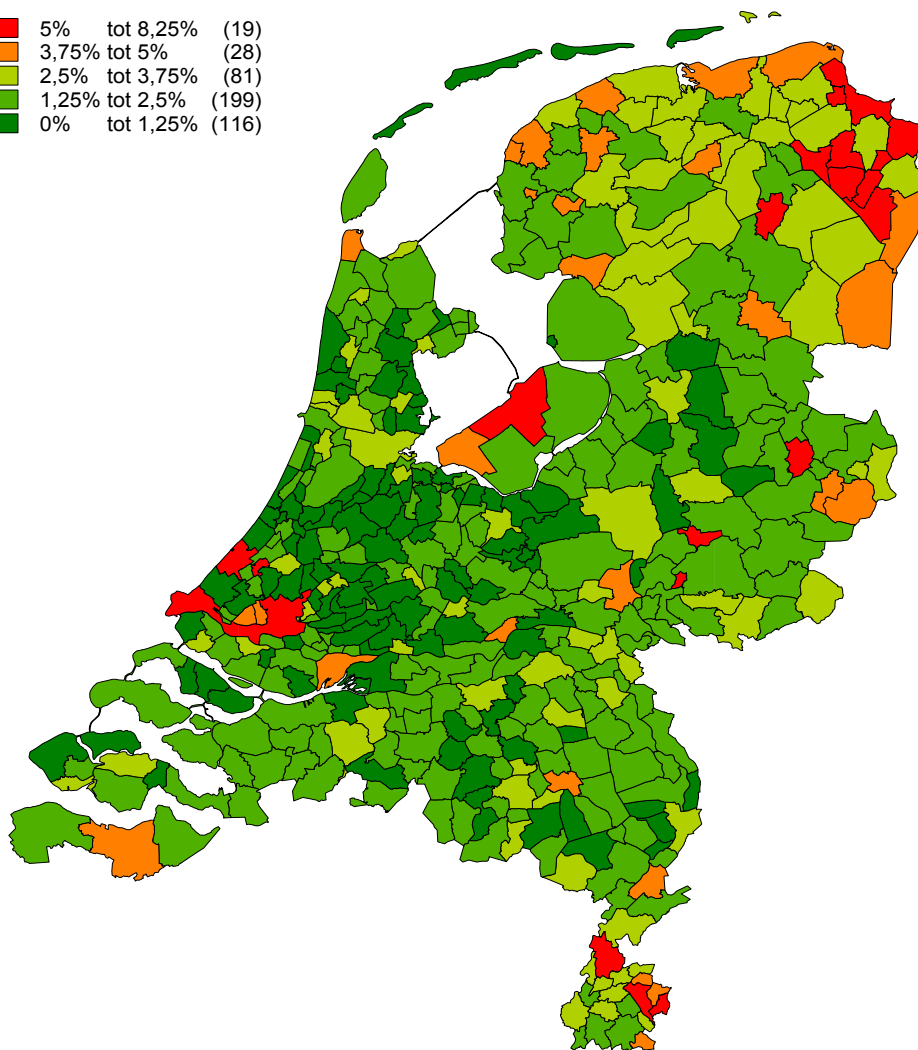 5% tot 8,25% (19)
3,75% tot 5% (28)
2,5% tot 3,75% (81)
1,25% tot 2,5% (199)
0% tot 1,25% (116)